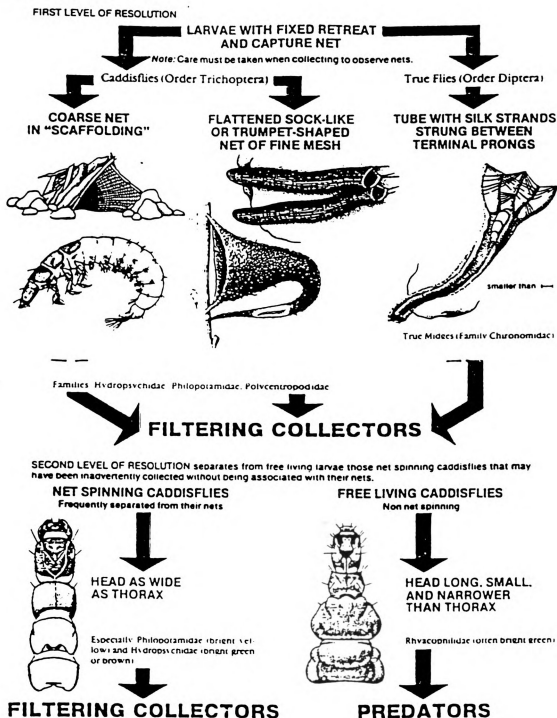 FIRST LEVEL OF RESOLUTION
LARVAE WITH FIXED RETREAT
AND CAPTURE NET
Note: Care must be taken when collecting to observe nets.
Caddisflies (Order Trichoptera)
True Flies (Order Diptera)
COARSE NET
IN "SCAFFOLDING"
FLATTENED SOCK-LIKE
OR TRUMPET-SHAPED
NET OF FINE MESH
TUBE WITH SILK STRANDS
STRUNG BETWEEN
TERMINAL PRONGS
smaller than
True Midges (Family Chironomidae)
Families Hydropsychidae Philopotamidae, Polycentropodidae
FILTERING COLLECTORS
SECOND LEVEL OF RESOLUTION separates from free living larvae those net spinning caddisflies that may
have been inadvertently collected without being associated with their nets.
NET SPINNING CADDISFLIES
Frequently separated from their nets
FREE LIVING CADDISFLIES
Non net spinning
HEAD AS WIDE
AS THORAX
HEAD LONG, SMALL,
AND NARROWER
THAN THORAX
Especially Philopotamidae (bright yel-
low) and Hydropsychidae (bright green
or brown)
Rhyacophilidae (often bright green)
FILTERING COLLECTORS
PREDATORS